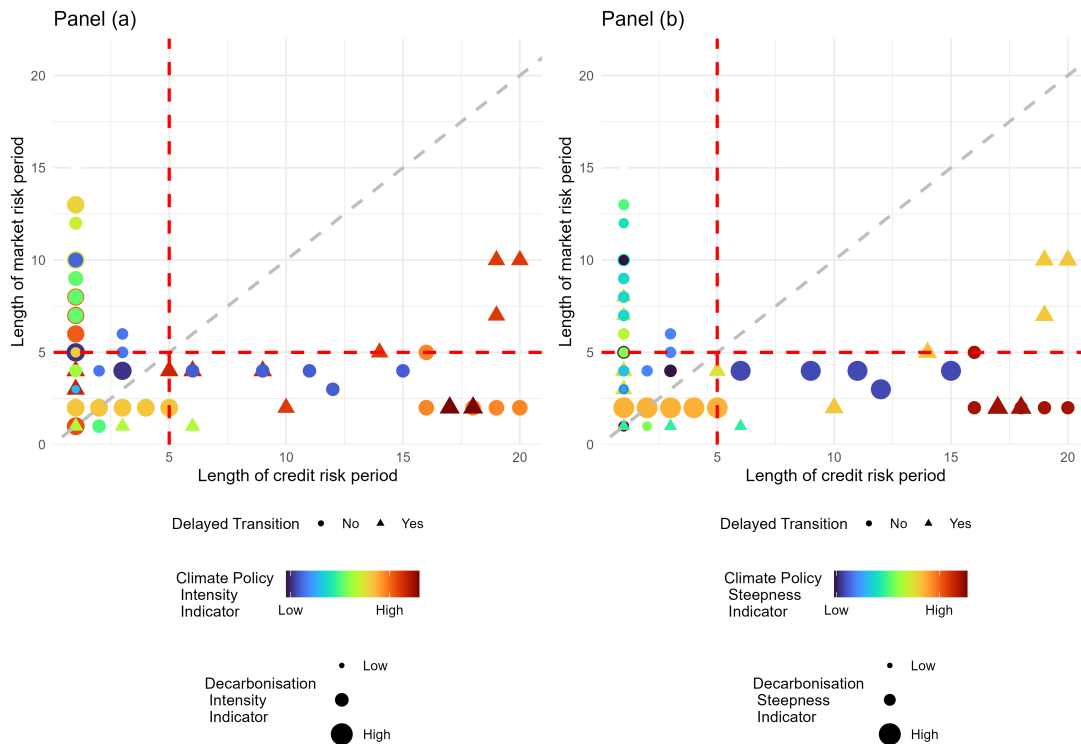 Panel (a)
Length of market risk period
20
15
10
5
0
5
10
15
20
Length of credit risk period
Delayed Transition No Yes
Climate Policy
Intensity
Indicator
Low High
Low
Decarbonisation
Intensity
Indicator
High
Panel (b)
Length of market risk period
20
15
10
5
0
5
10
15
20
Length of credit risk period
Delayed Transition No Yes
Climate Policy
Steepness
Indicator
Low High
Low
Decarbonisation
Steepness
Indicator
High